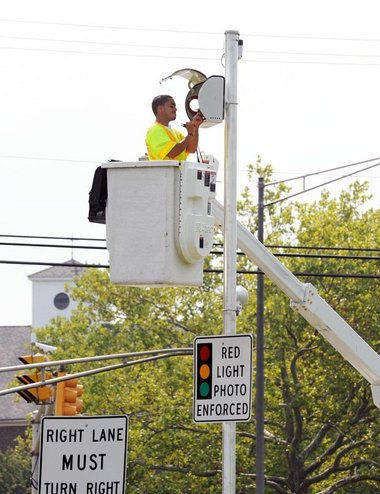 RED
LIGHT
PHOTO
ENFORCED
RIGHT LANE
MUST
TURN RIGHT